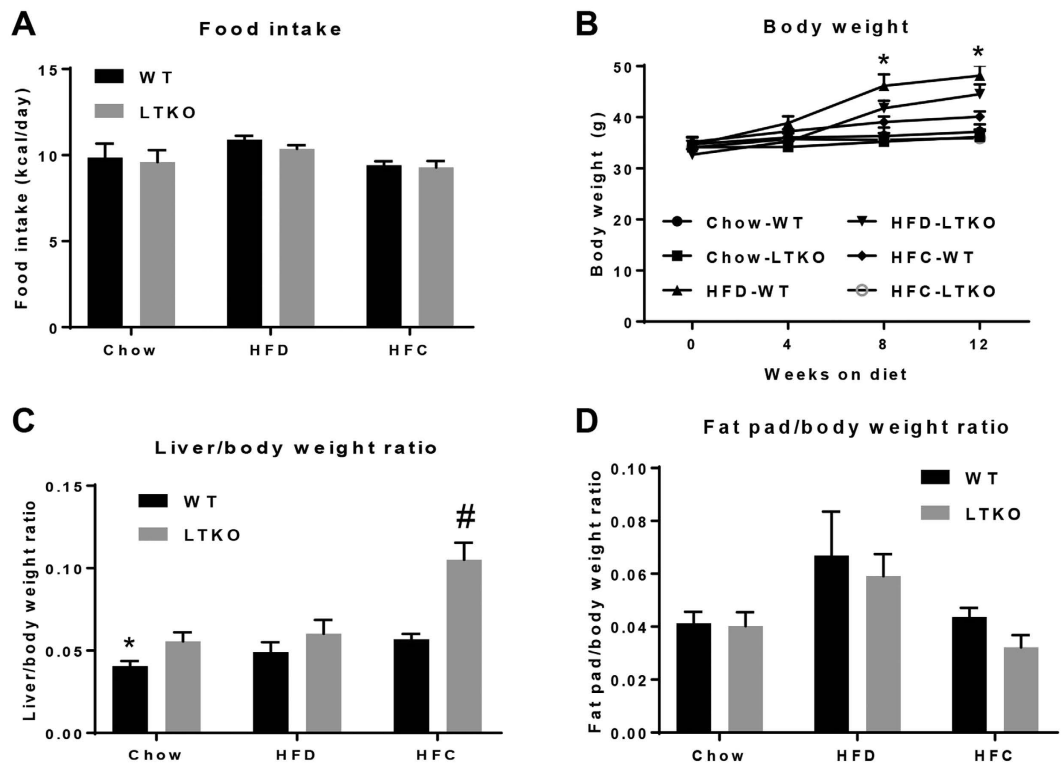 A
Food intake
Food intake (kcal/day)
15
10
5
0
WT
LTKO
Chow HFD HFC
B
Body weight
Body weight (g)
50
40
30
20
10
0
* *
Chow-WT
Chow-LTKO
HFD-WT
HFD-LTKO
HFC-WT
HFC-LTKO
0 4 8 12
Weeks on diet
C
Liver/body weight ratio
Liver/body weight ratio
0.15
0.10
0.05
0.00
WT
LTKO
*
#
Chow HFD HFC
D
Fat pad/body weight ratio
Fat pad/body weight ratio
0.10
0.08
0.06
0.04
0.02
0.00
WT
LTKO
Chow HFD HFC